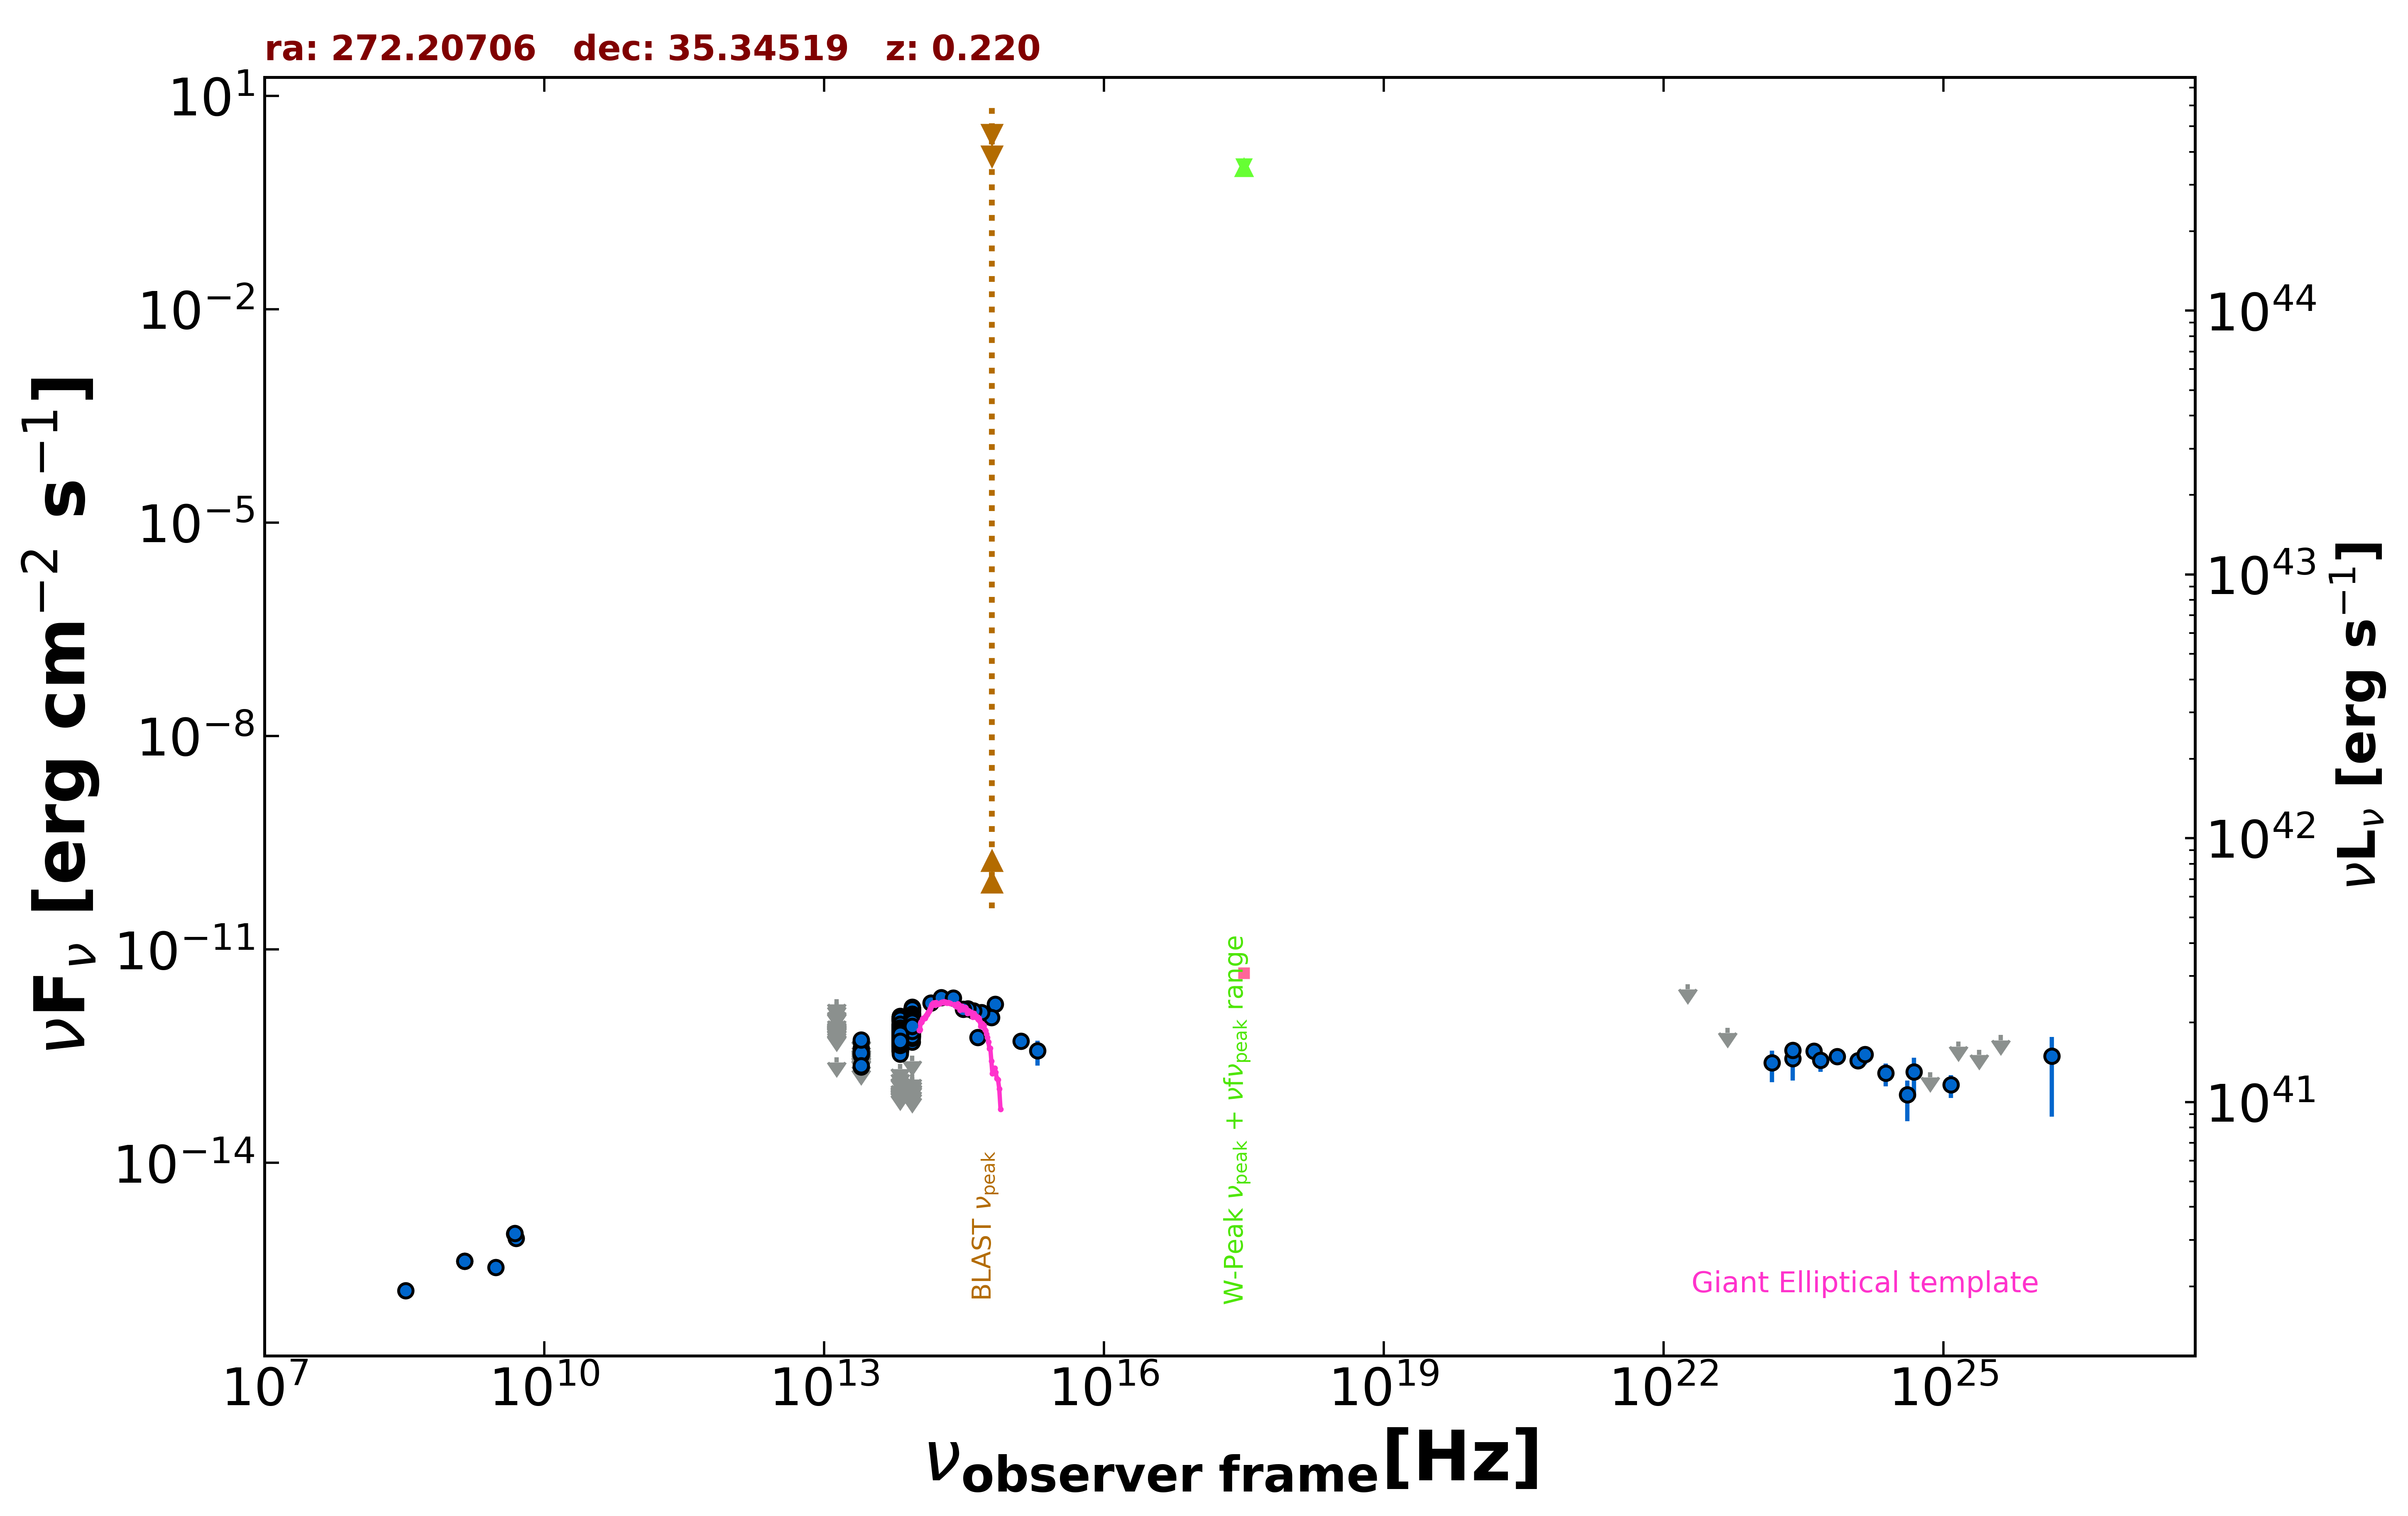 ra: 272.20706 dec: 35.34519 z: 0.220
10^1
10^−2
10^−5
10^−8
10^−11
10^−14
νF_ν [erg cm^−2 s^−1]
10^44
10^43
10^42
10^41
νL_ν [erg s^−1]
BLAST ν_peak
W-Peak ν_peak + νfν_peak range
Giant Elliptical template
10^7 10^10 10^13 10^16 10^19 10^22 10^25
ν_observer frame [Hz]